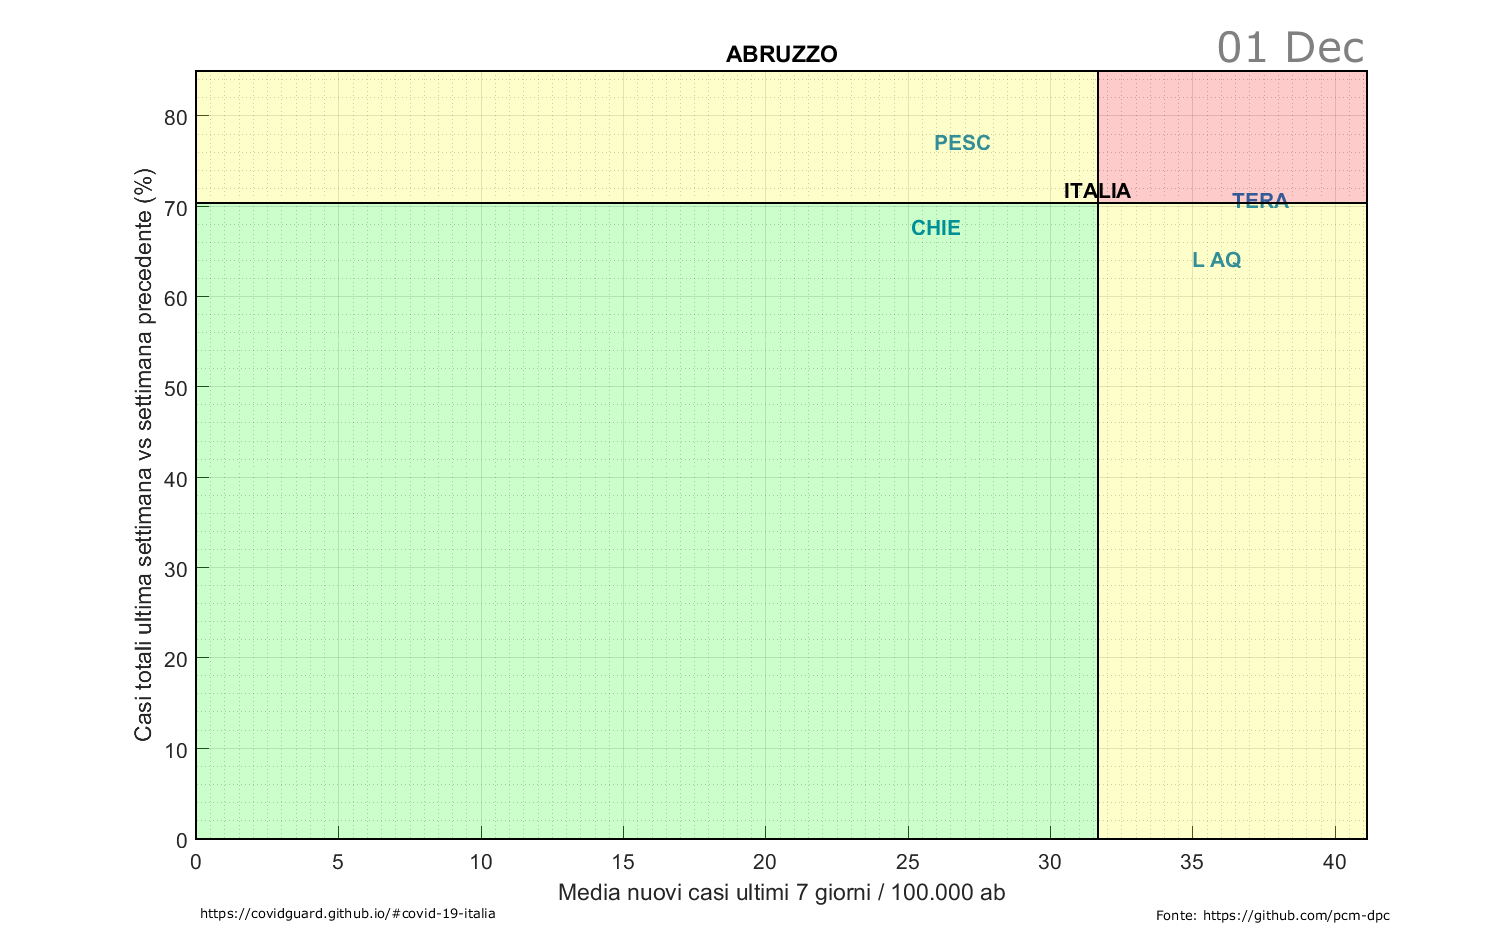 ABRUZZO
01 Dec
Casi totali ultima settimana vs settimana precedente (%)
80
70
60
50
40
30
20
10
0
PESC
ITALIA
TERA
CHIE
L AQ
0 5 10 15 20 25 30 35 40
Media nuovi casi ultimi 7 giorni / 100.000 ab
https://covidguard.github.io/#covid-19-italia
Fonte: https://github.com/pcm-dpc